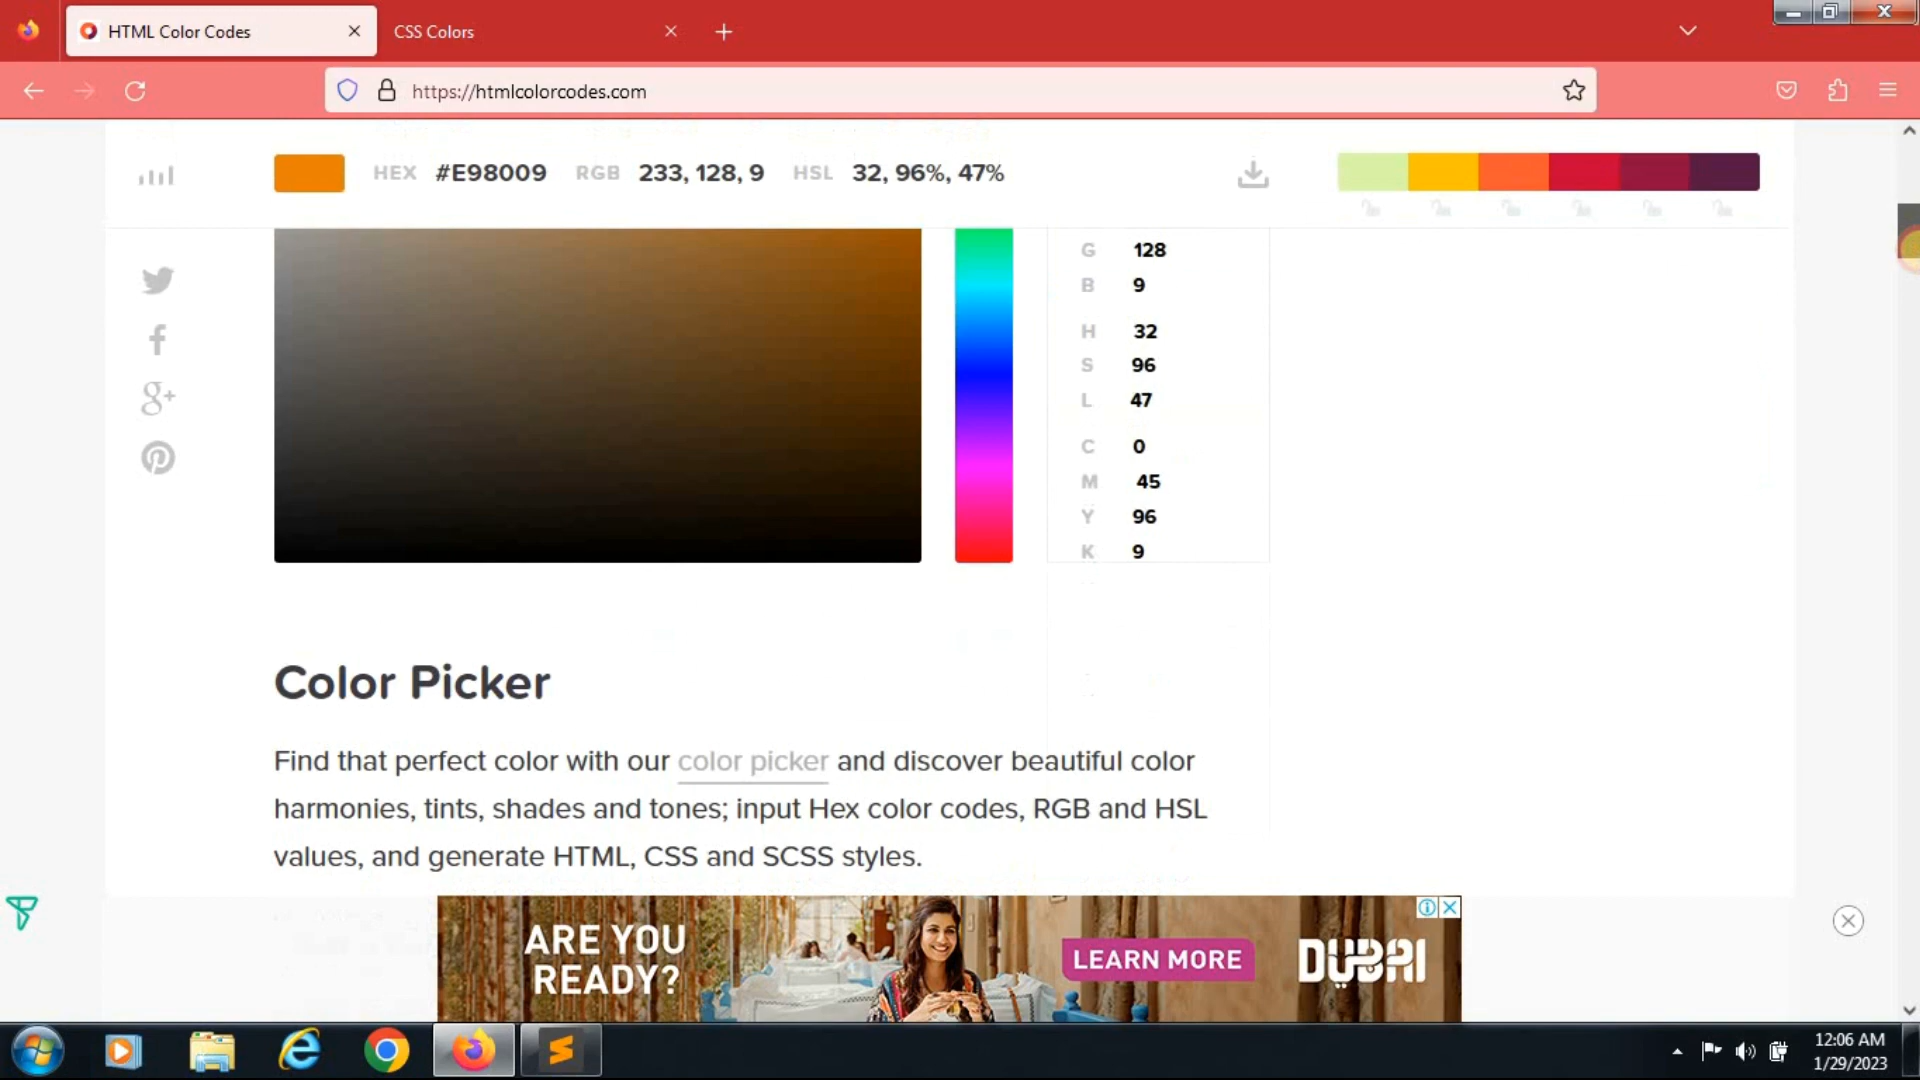 HTML Color Codes
CSS Colors
https://htmlcolorcodes.com
HEX #E98009 RGB 233, 128, 9 HSL 32, 96%, 47%
G 128
B 9
H 32
S 96
L 47
C 0
M 45
Y 96
K 9
g+
Color Picker
Find that perfect color with our color picker and discover beautiful color
harmonies, tints, shades and tones; input Hex color codes, RGB and HSL
values, and generate HTML, CSS and SCSS styles.
ARE YOU
READY?
LEARN MORE
DUBAI
12:06 AM
1/29/2023